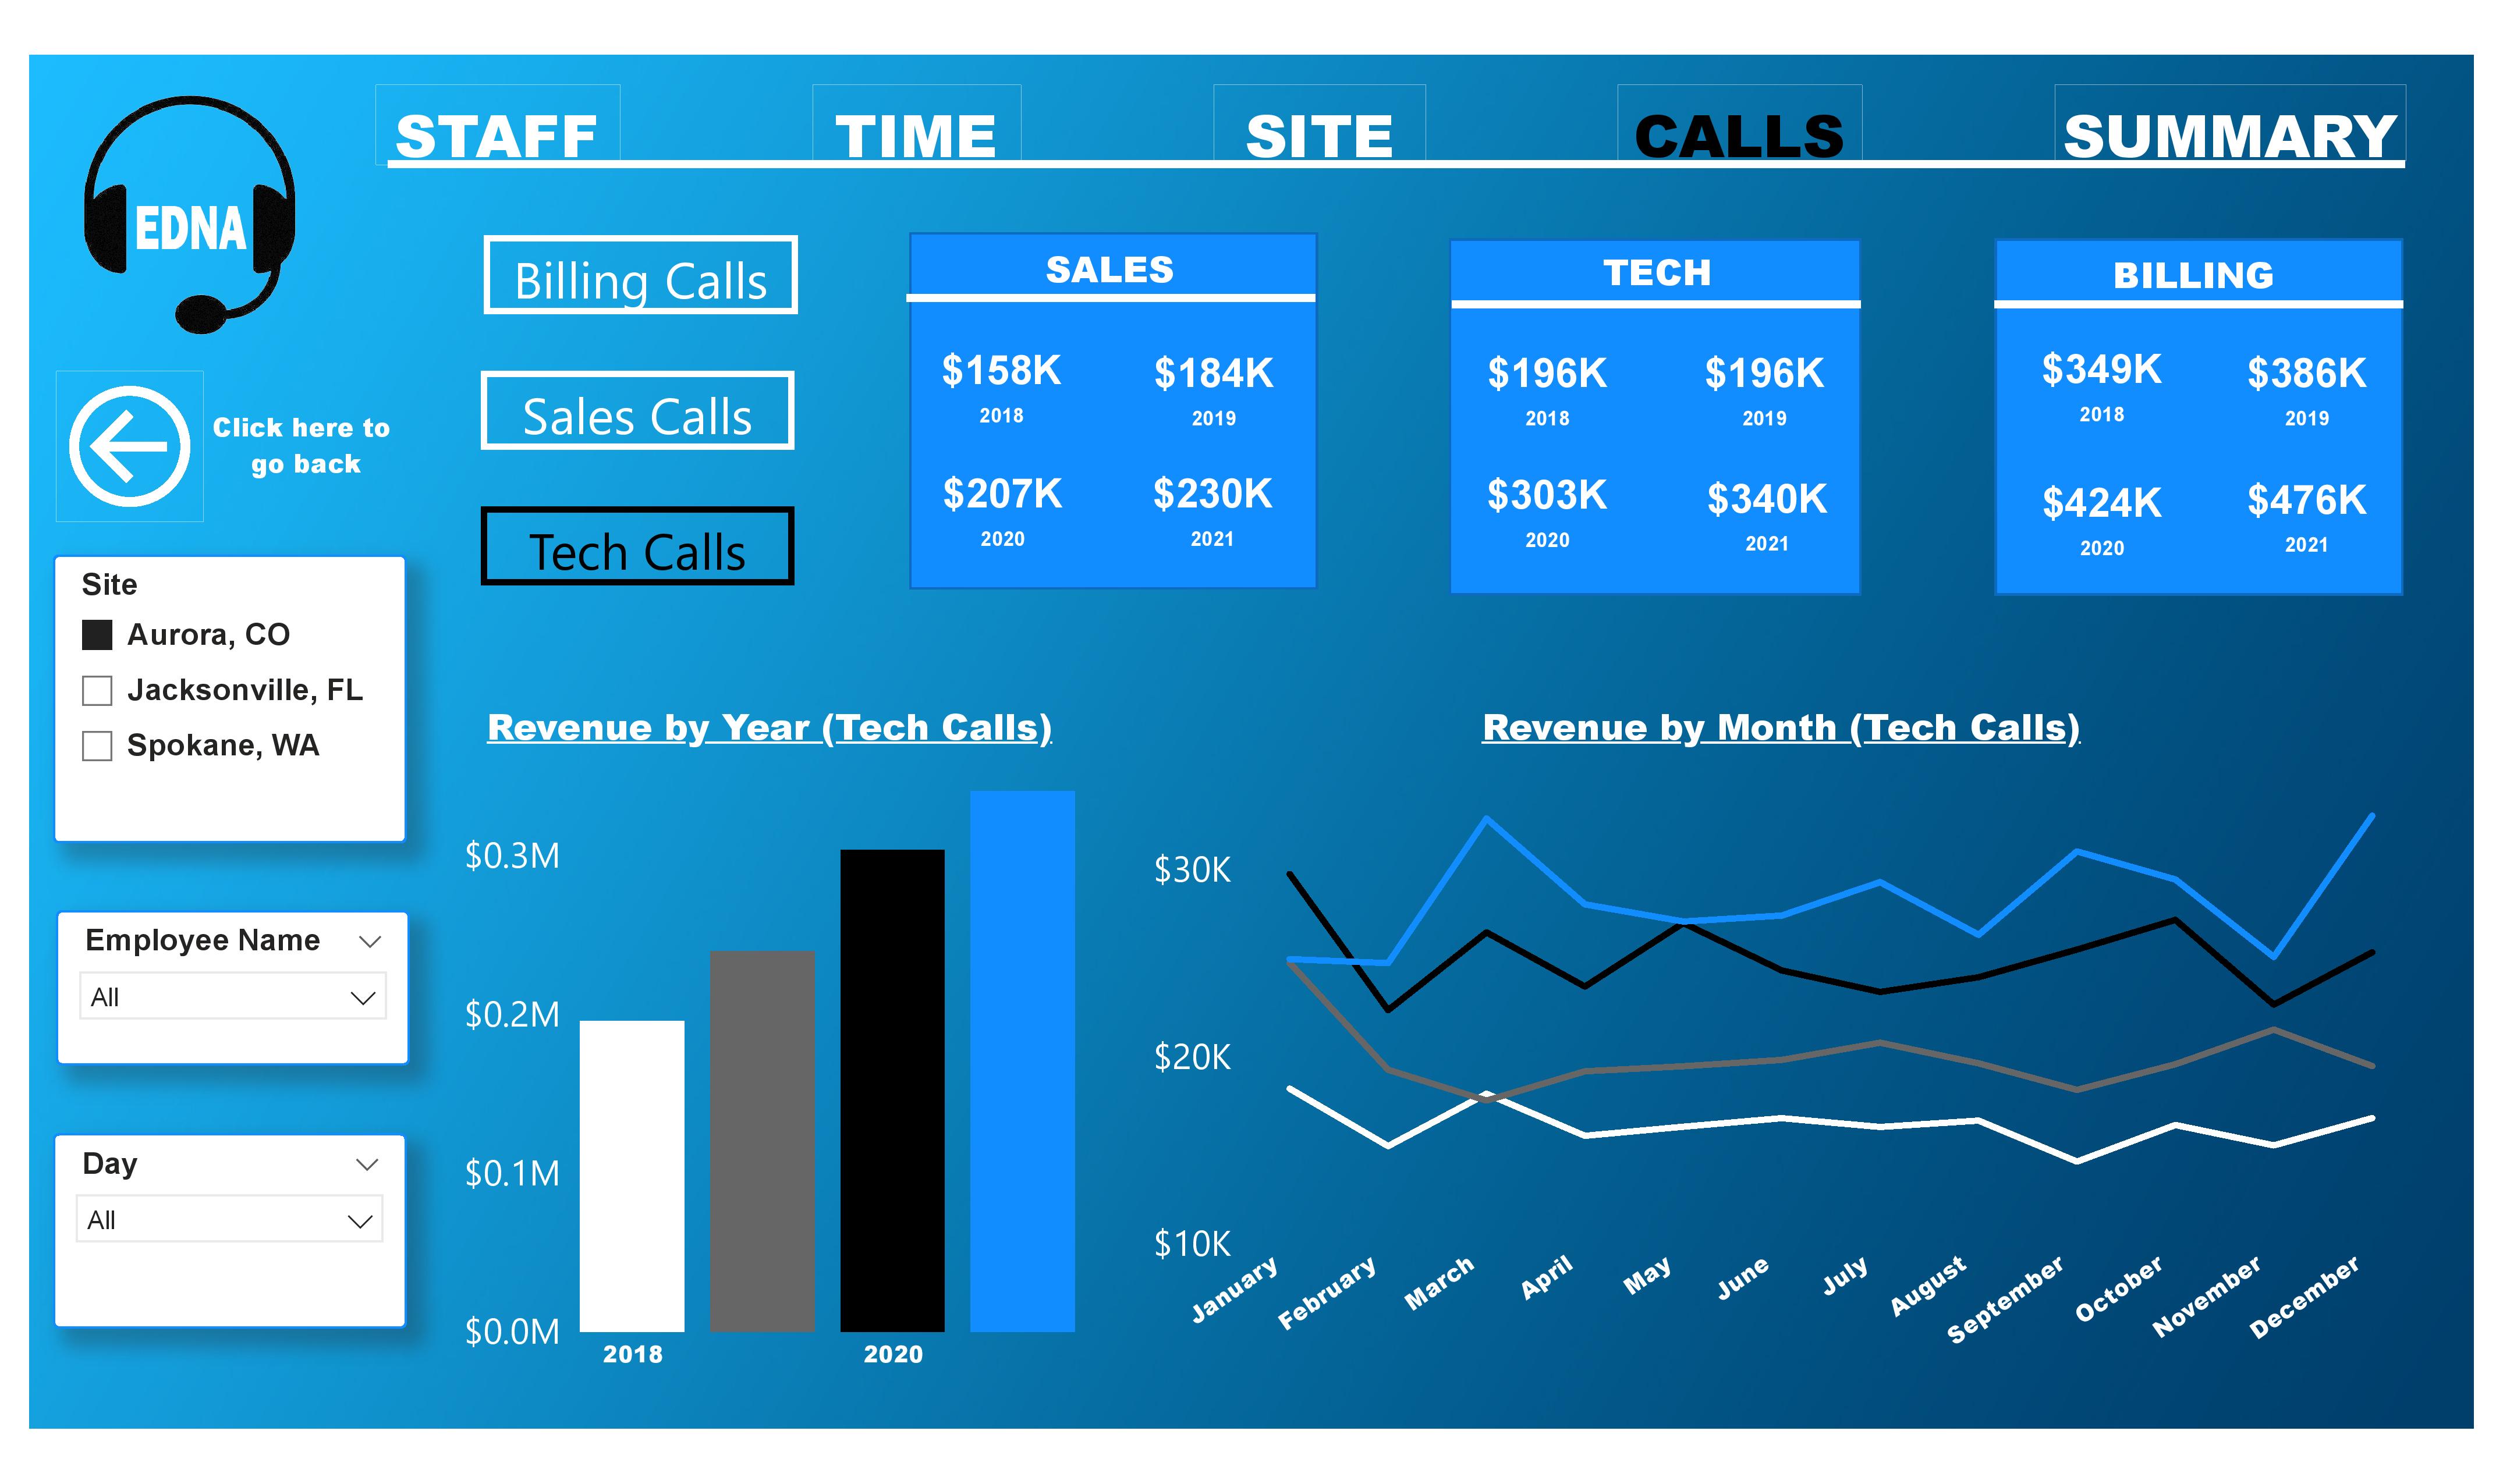 STAFF
TIME
SITE
CALLS
SUMMARY
EDNA
Click here to
go back
Billing Calls
Sales Calls
Tech Calls
SALES
$158K
$184K
2018
2019
$207K
$230K
2020
2021
TECH
$196K
$196K
2018
2019
$303K
$340K
2020
2021
BILLING
$349K
$386K
2018
2019
$424K
$476K
2020
2021
Site
Aurora, CO
Jacksonville, FL
Spokane, WA
Employee Name
All
Day
All
Revenue by Year (Tech Calls)
$0.3M
$0.2M
$0.1M
$0.0M
2018
2020
Revenue by Month (Tech Calls)
$30K
$20K
$10K
January
February
March
April
May
June
July
August
September
October
November
December